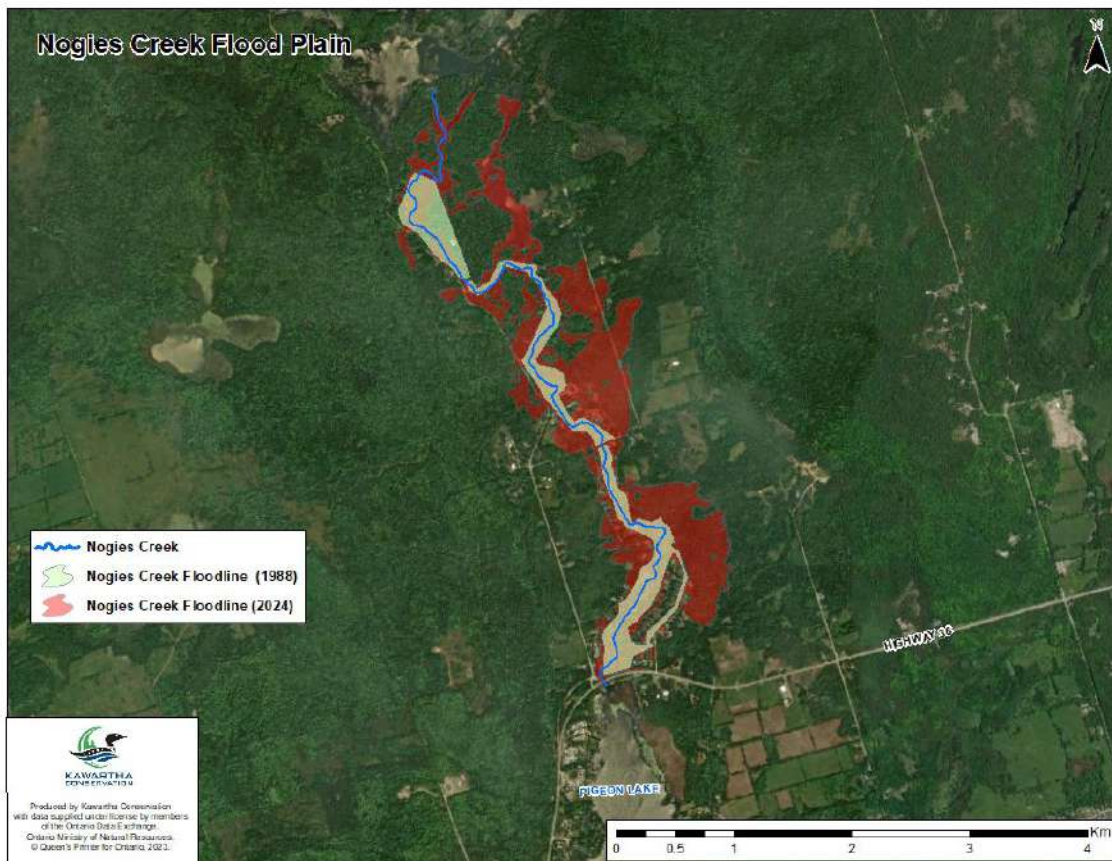 Nogies Creek Flood Plain
N
Nogies Creek
Nogies Creek Floodline (1988)
Nogies Creek Floodline (2024)
HIGHWAY 36
PIGEON LAKE
KAWARTHA
CONSERVATION
Produced by Kawartha Conservation
with data supplied under license by members
of the Ontario Data Exchange.
Ontario Ministry of Natural Resources.
© Queen's Printer for Ontario, 2023.
Km
0 0.5 1 2 3 4